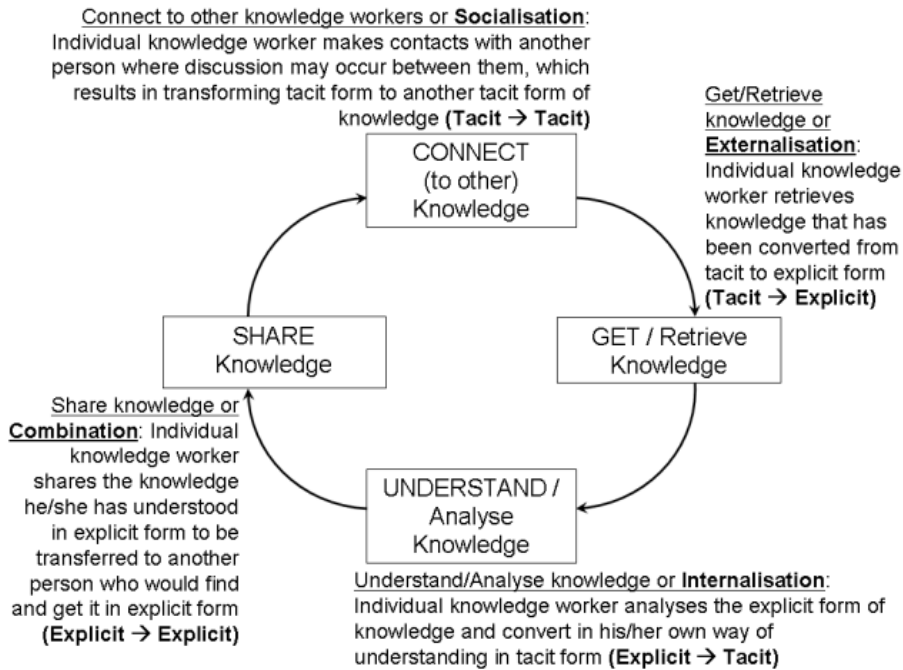 Connect to other knowledge workers or Socialisation:
Individual knowledge worker makes contacts with another
person where discussion may occur between them, which
results in transforming tacit form to another tacit form of
knowledge (Tacit → Tacit)
Get/Retrieve
knowledge or
Externalisation:
Individual knowledge
worker retrieves
knowledge that has
been converted from
tacit to explicit form
(Tacit → Explicit)
CONNECT
(to other)
Knowledge
SHARE
Knowledge
GET / Retrieve
Knowledge
Share knowledge or
Combination: Individual
knowledge worker
shares the knowledge
he/she has understood
in explicit form to be
transferred to another
person who would find
and get it in explicit form
(Explicit → Explicit)
UNDERSTAND /
Analyse
Knowledge
Understand/Analyse knowledge or Internalisation:
Individual knowledge worker analyses the explicit form of
knowledge and convert in his/her own way of
understanding in tacit form (Explicit → Tacit)